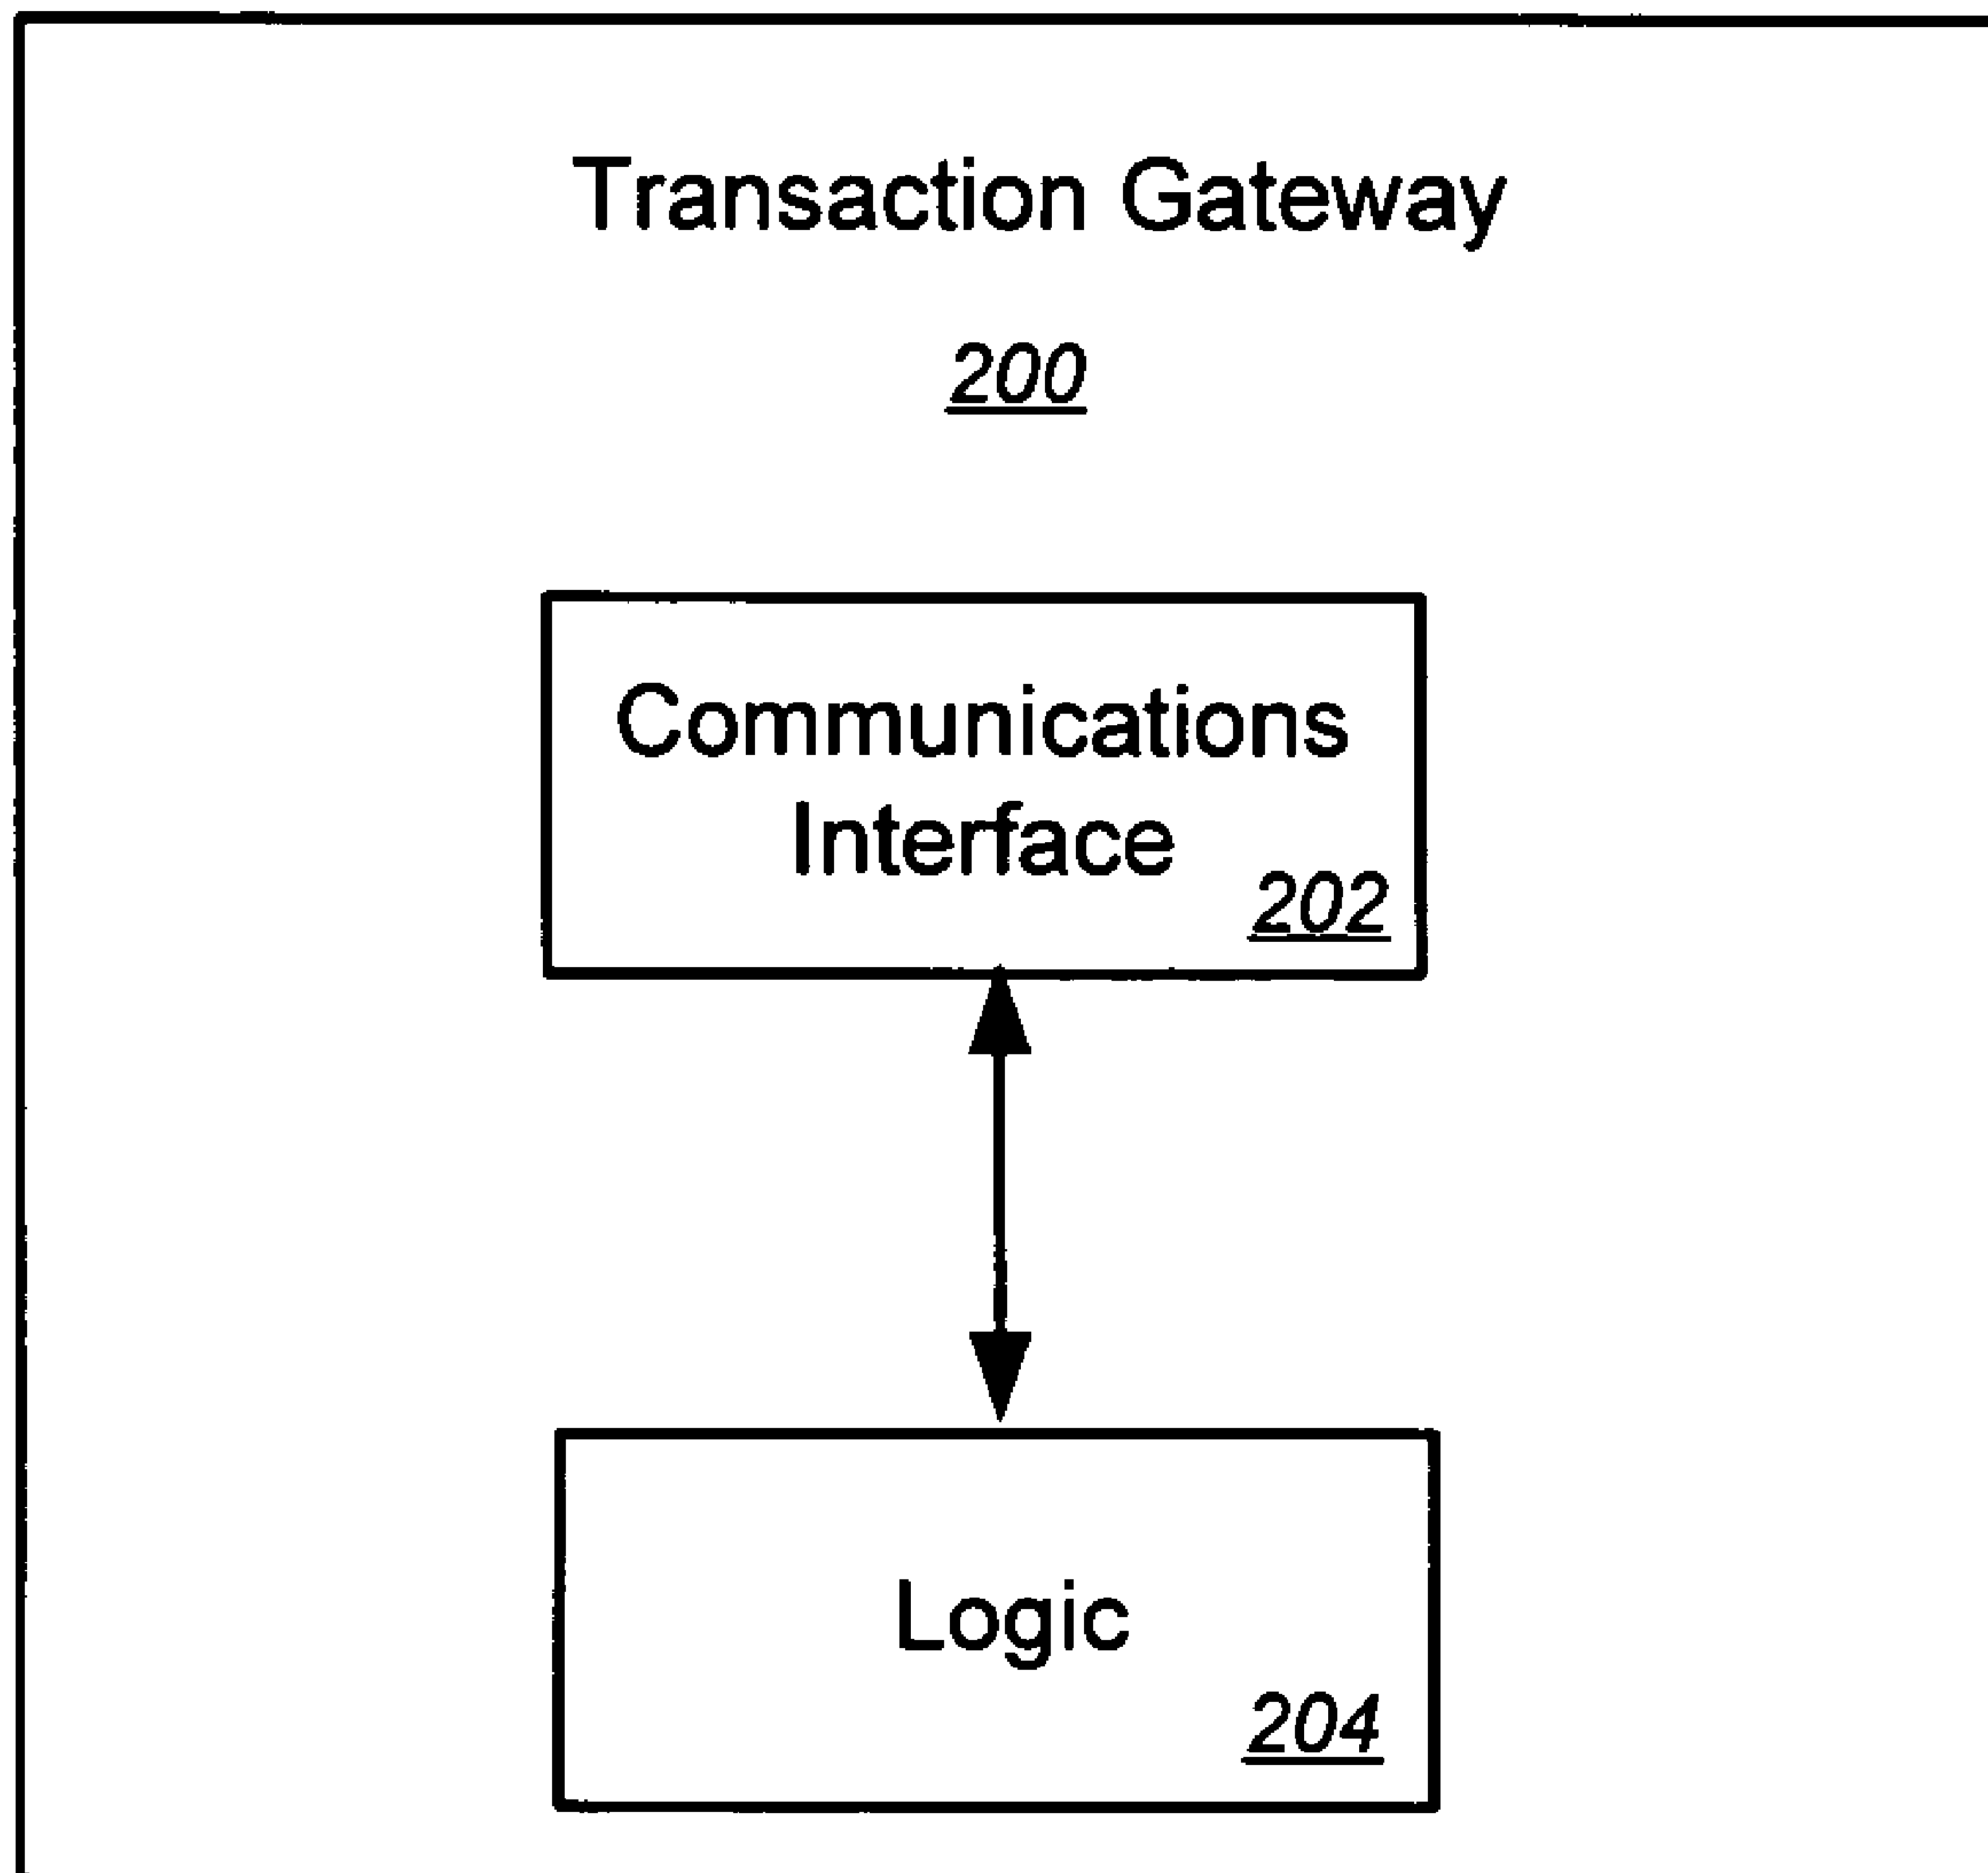 Transaction Gateway
200
Communications
Interface
202
Logic
204